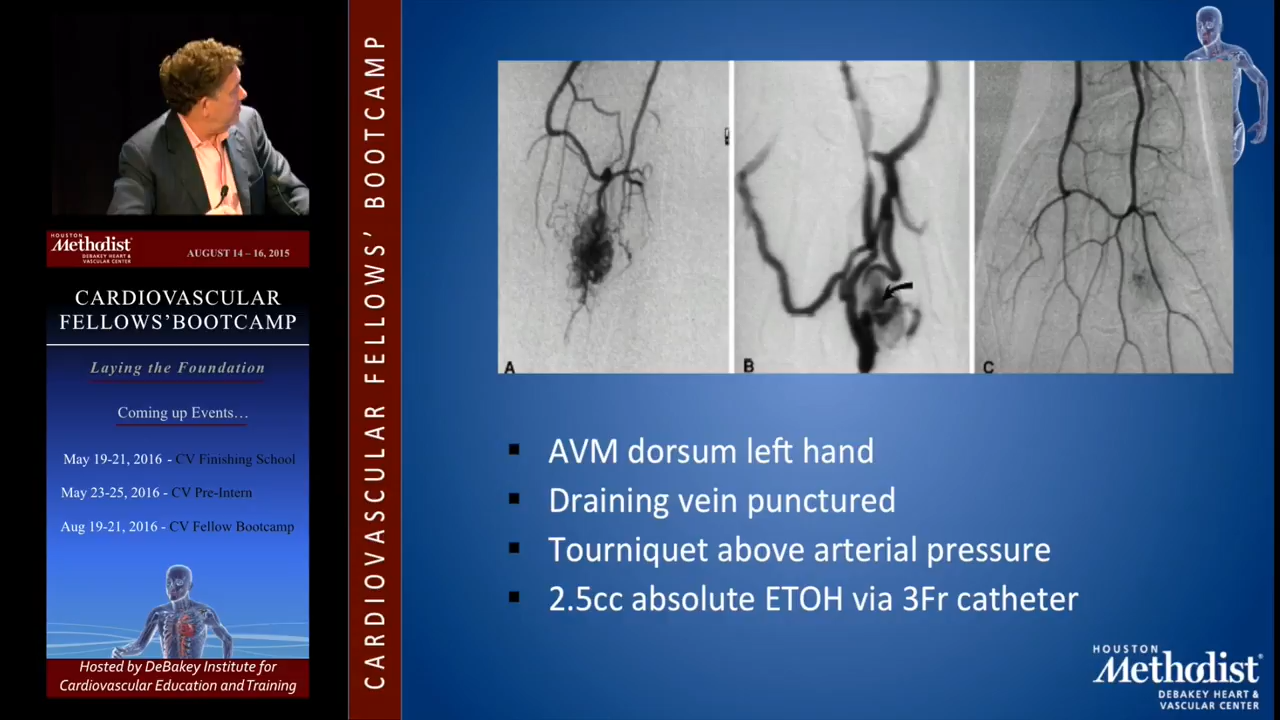 HOUSTON
Methodist
DEBAKEY HEART &
VASCULAR CENTER
AUGUST 14 – 16, 2015
CARDIOVASCULAR
FELLOWS'BOOTCAMP
Laying the Foundation
Coming up Events…
May 19-21, 2016 - CV Finishing School
May 23-25, 2016 - CV Pre-Intern
Aug 19-21, 2016 - CV Fellow Bootcamp
Hosted by DeBakey Institute for
Cardiovascular Education and Training
CARDIOVASCULAR FELLOWS' BOOTCAMP
A
B
C
AVM dorsum left hand
Draining vein punctured
Tourniquet above arterial pressure
2.5cc absolute ETOH via 3Fr catheter
HOUSTON
Methodist®
DEBAKEY HEART &
VASCULAR CENTER